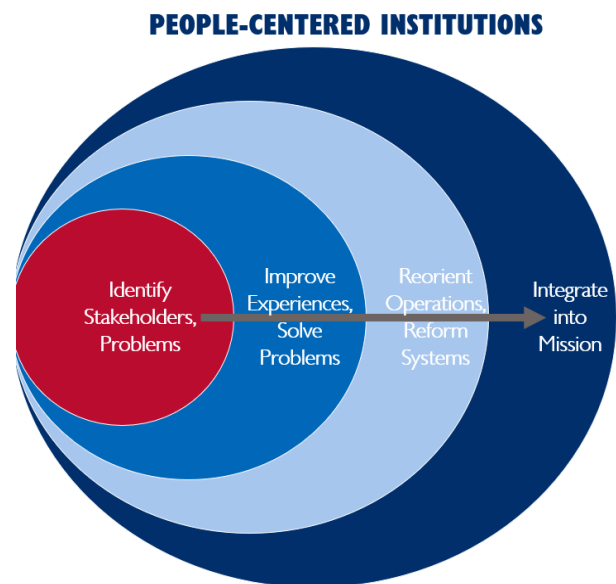 PEOPLE-CENTERED INSTITUTIONS
Identify
Stakeholders,
Problems
Improve
Experiences,
Solve
Problems
Reorient
Operations,
Reform
Systems
Integrate
into
Mission